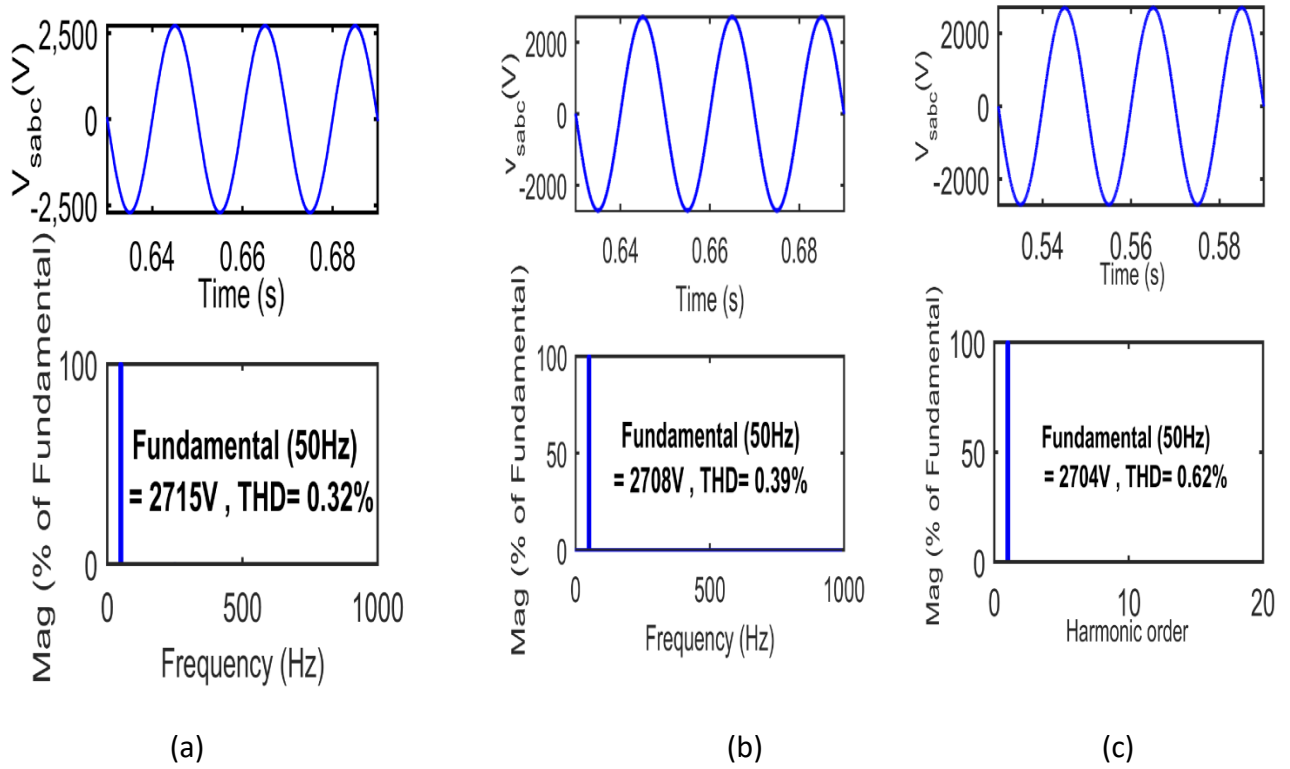 V_sabc(V)
2,500
0
-2,500
0.64 0.66 0.68
Time (s)
Mag (% of Fundamental)
100
0
Fundamental (50Hz)
= 2715V , THD= 0.32%
0 500 1000
Frequency (Hz)
(a)
V_sabc(V)
2000
0
-2000
0.64 0.66 0.68
Time (s)
Mag (% of Fundamental)
100
50
0
Fundamental (50Hz)
= 2708V , THD= 0.39%
0 500 1000
Frequency (Hz)
(b)
V_sabc(V)
2000
0
-2000
0.54 0.56 0.58
Time (s)
Mag (% of Fundamental)
100
50
0
Fundamental (50Hz)
= 2704V , THD= 0.62%
0 10 20
Harmonic order
(c)